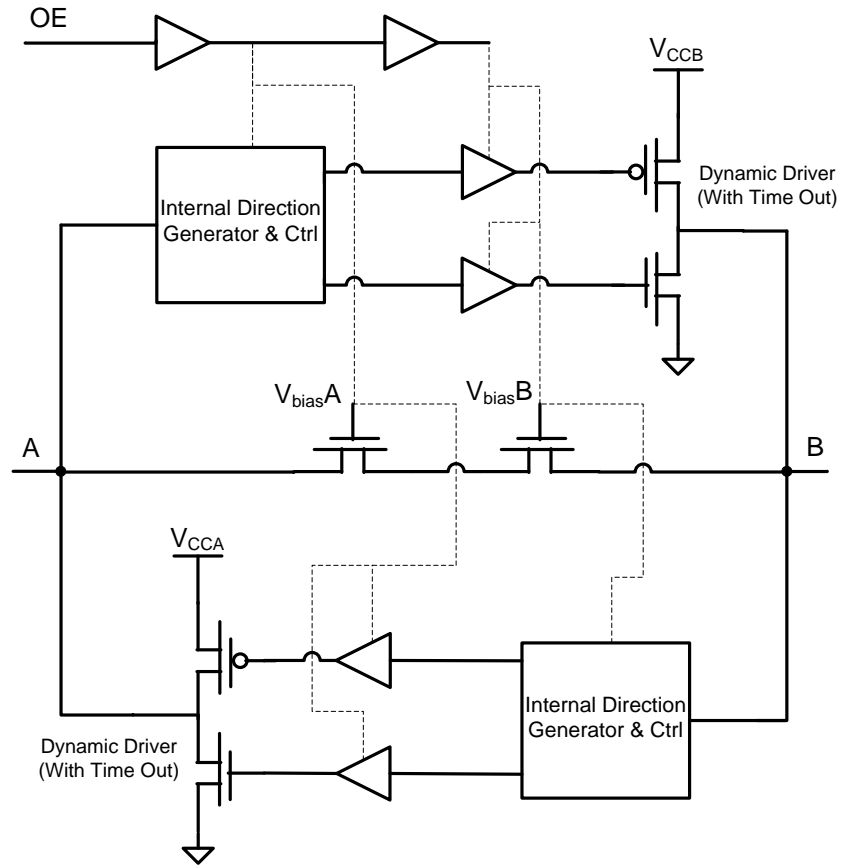 OE
VCCB
Internal Direction
Generator & Ctrl
Dynamic Driver
(With Time Out)
VbiasA
VbiasB
A
B
VCCA
Internal Direction
Generator & Ctrl
Dynamic Driver
(With Time Out)